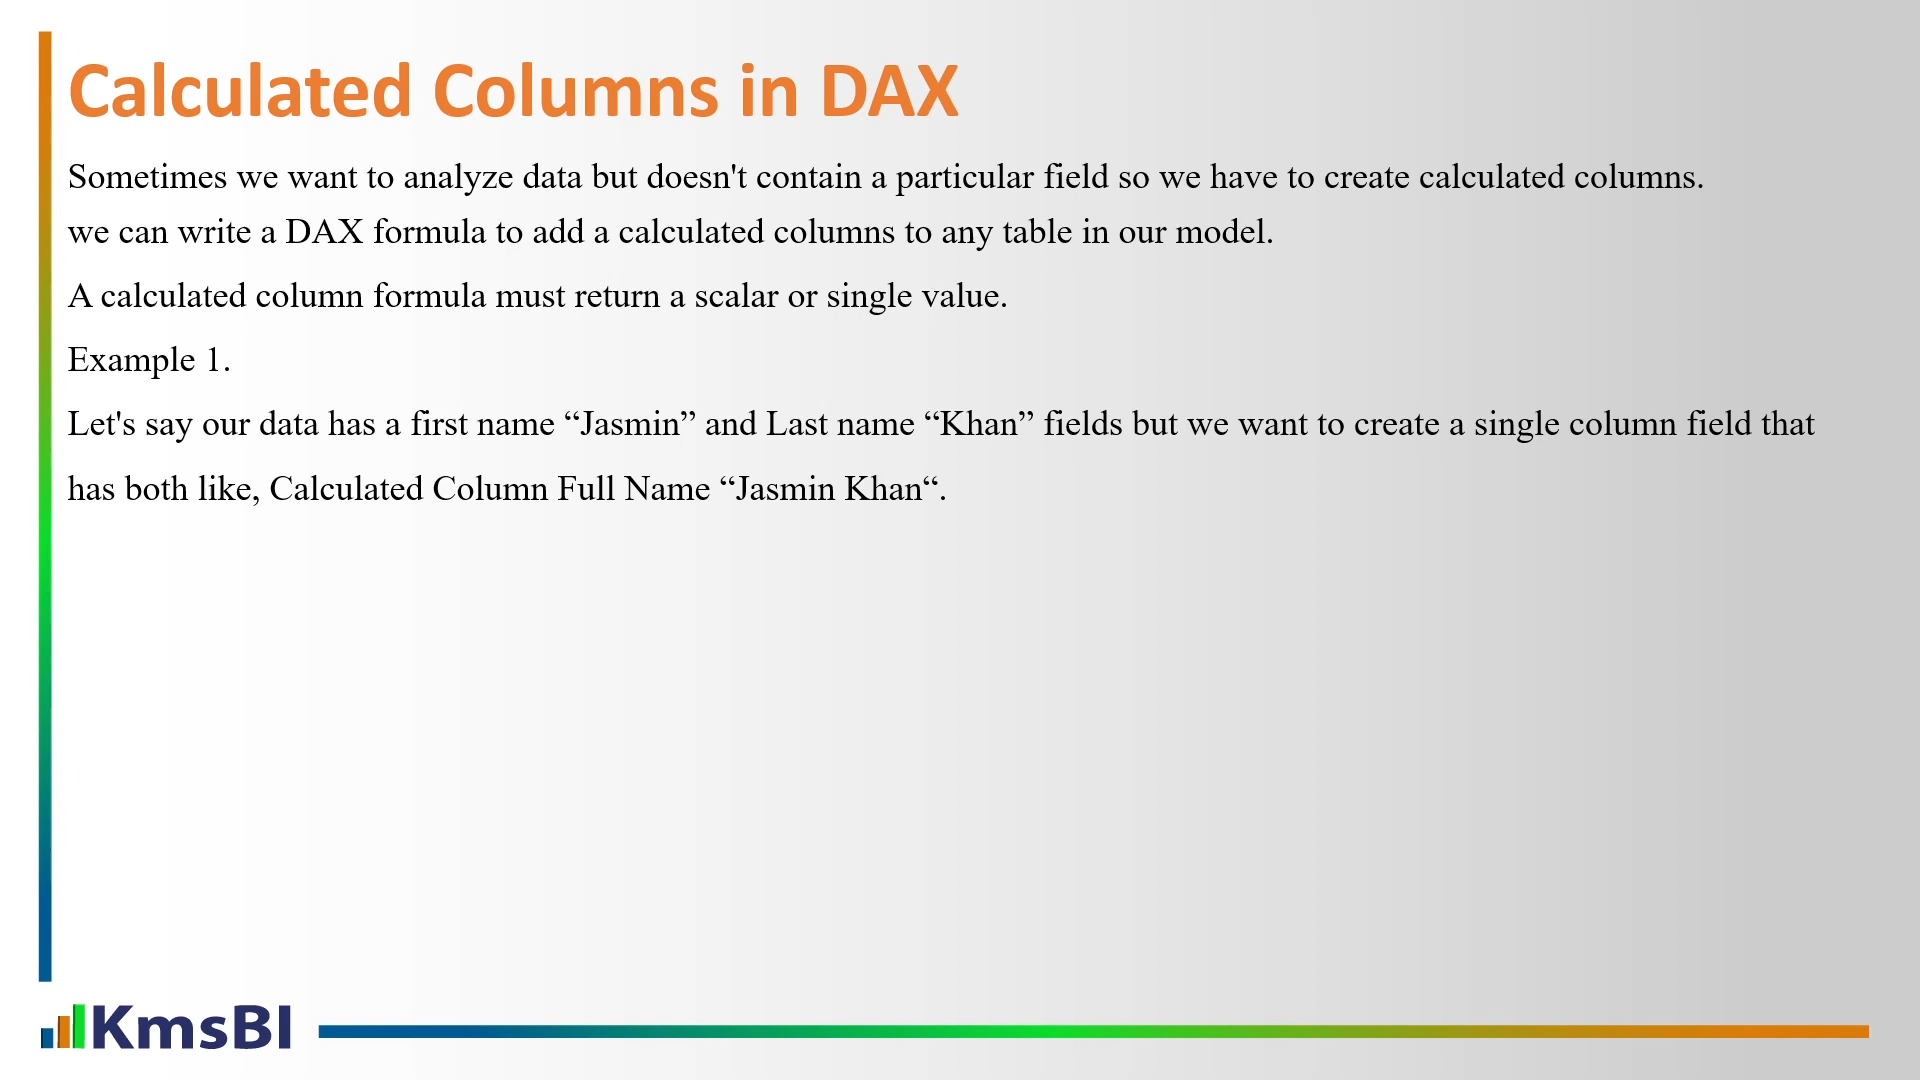 Calculated Columns in DAX
Sometimes we want to analyze data but doesn't contain a particular field so we have to create calculated columns.
we can write a DAX formula to add a calculated columns to any table in our model.
A calculated column formula must return a scalar or single value.
Example 1.
Let's say our data has a first name “Jasmin” and Last name “Khan” fields but we want to create a single column field that
has both like, Calculated Column Full Name “Jasmin Khan“.
KmsBI